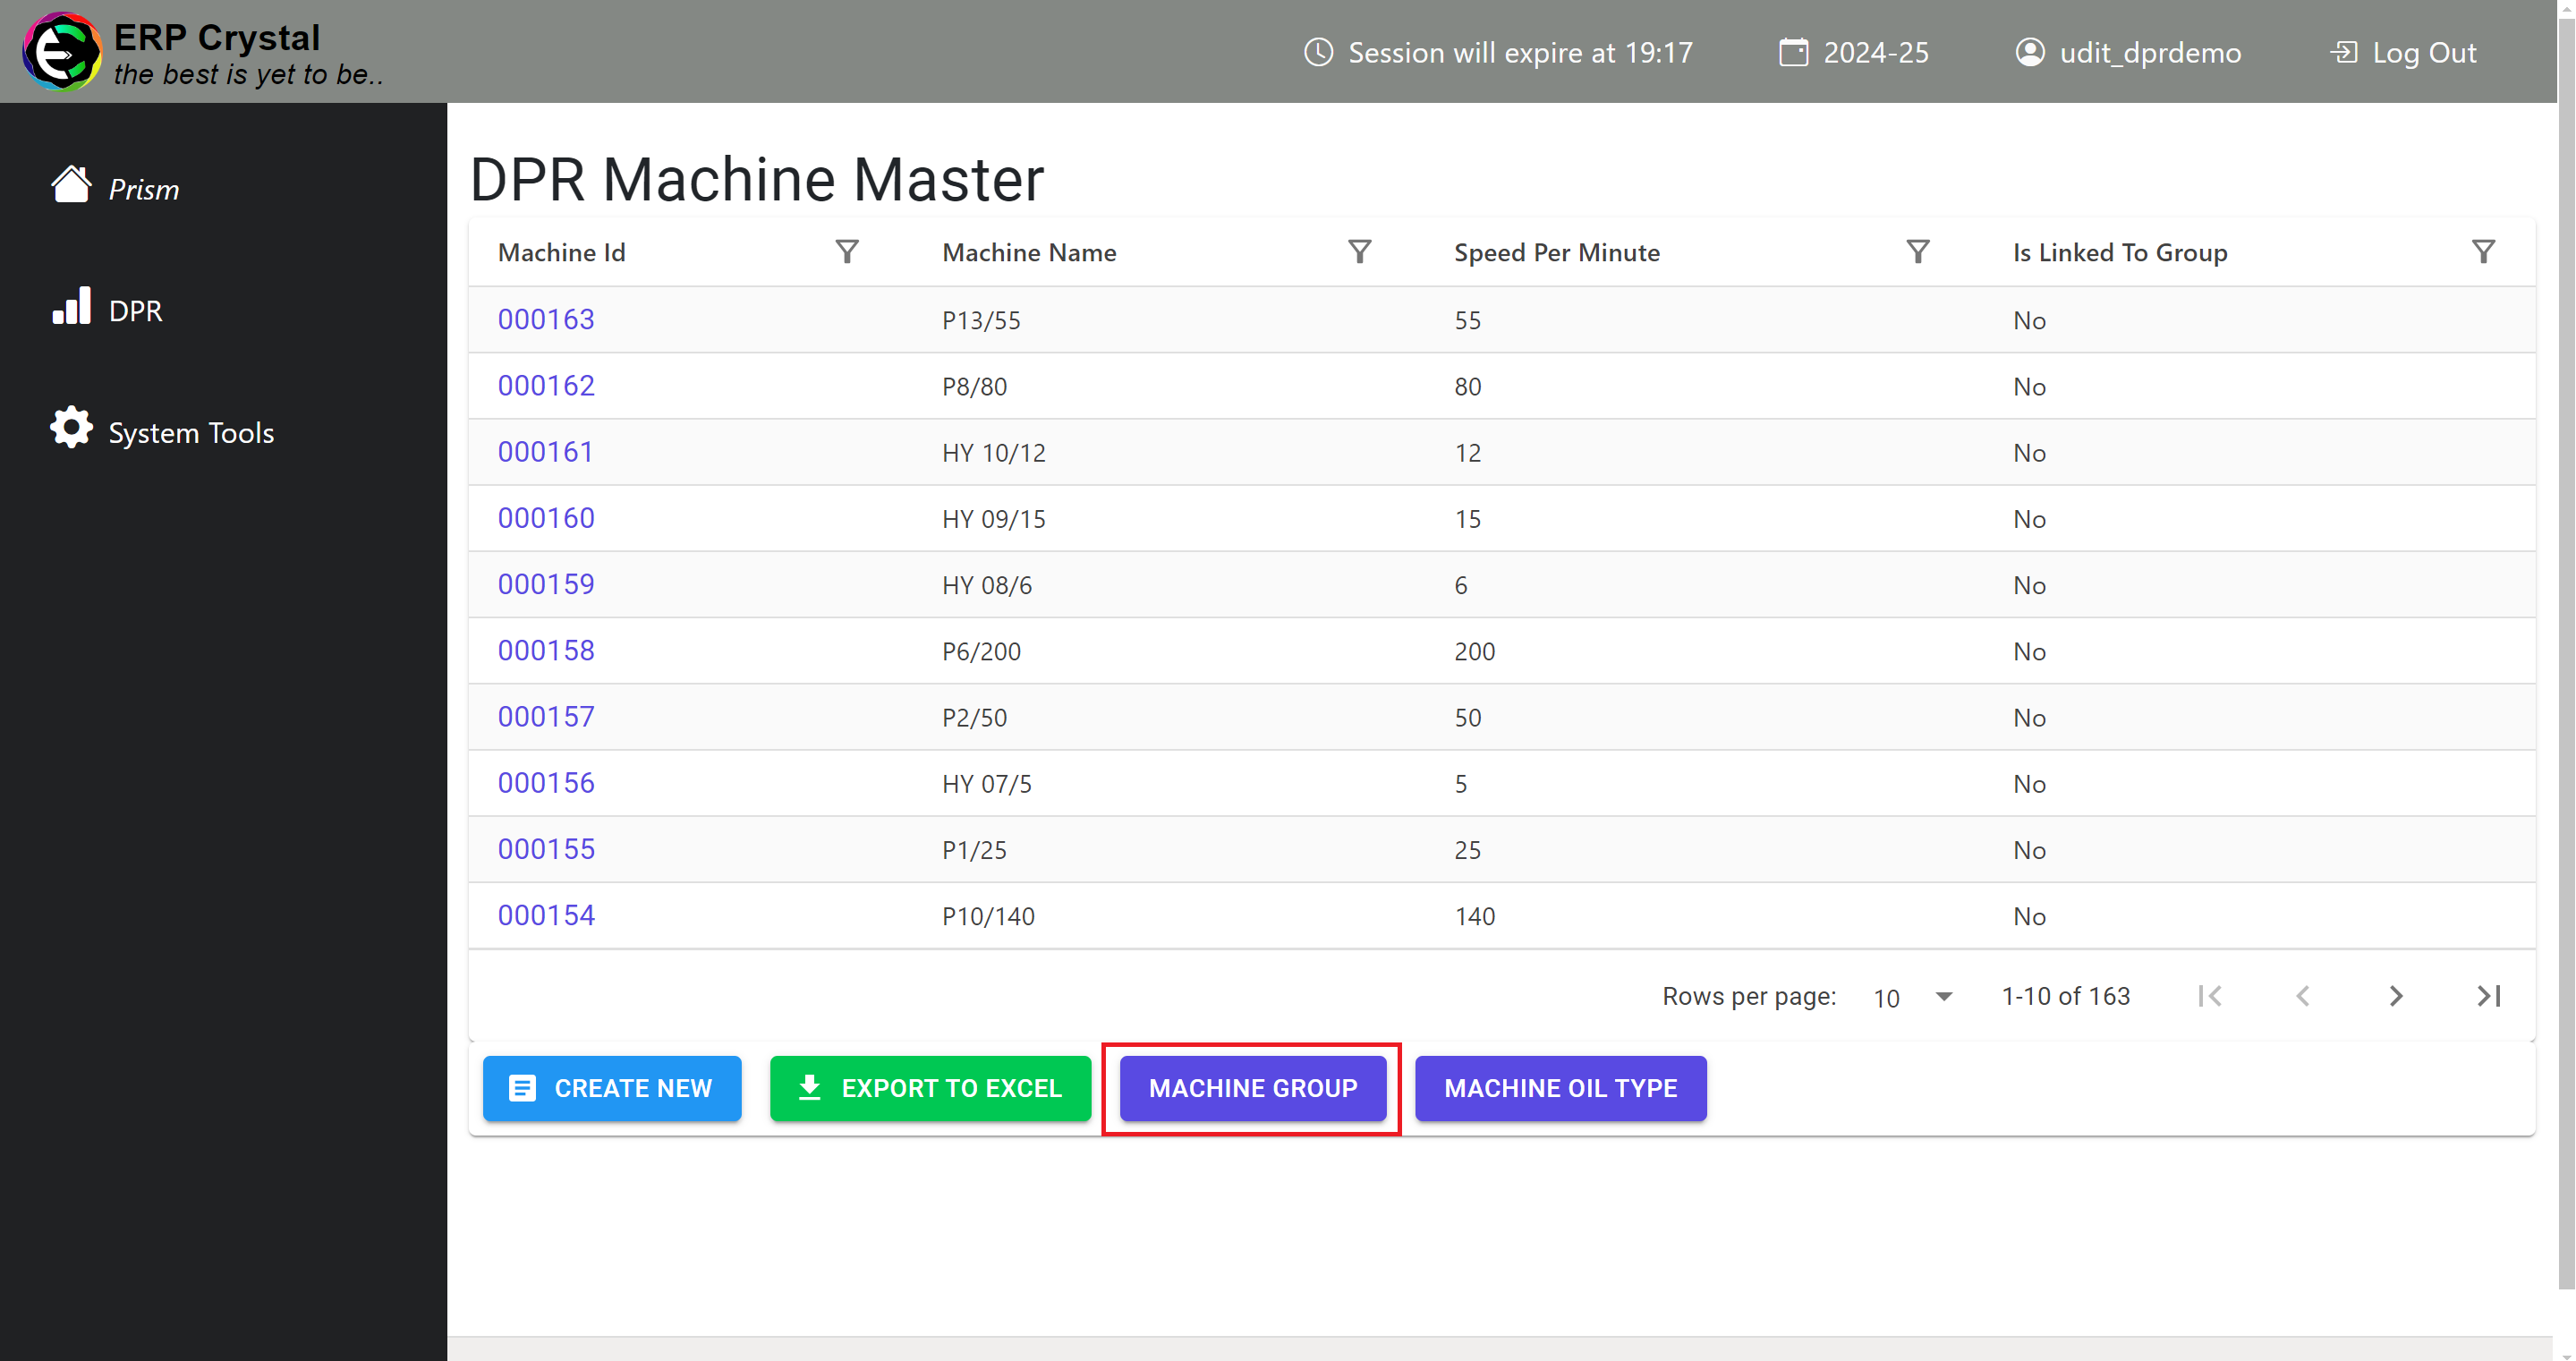 ERP Crystal
the best is yet to be..
Session will expire at 19:17 2024-25 udit_dprdemo Log Out
Prism
DPR
System Tools
DPR Machine Master
Machine Id Machine Name Speed Per Minute Is Linked To Group
000163 P13/55 55 No
000162 P8/80 80 No
000161 HY 10/12 12 No
000160 HY 09/15 15 No
000159 HY 08/6 6 No
000158 P6/200 200 No
000157 P2/50 50 No
000156 HY 07/5 5 No
000155 P1/25 25 No
000154 P10/140 140 No
Rows per page: 10 1-10 of 163
CREATE NEW EXPORT TO EXCEL MACHINE GROUP MACHINE OIL TYPE